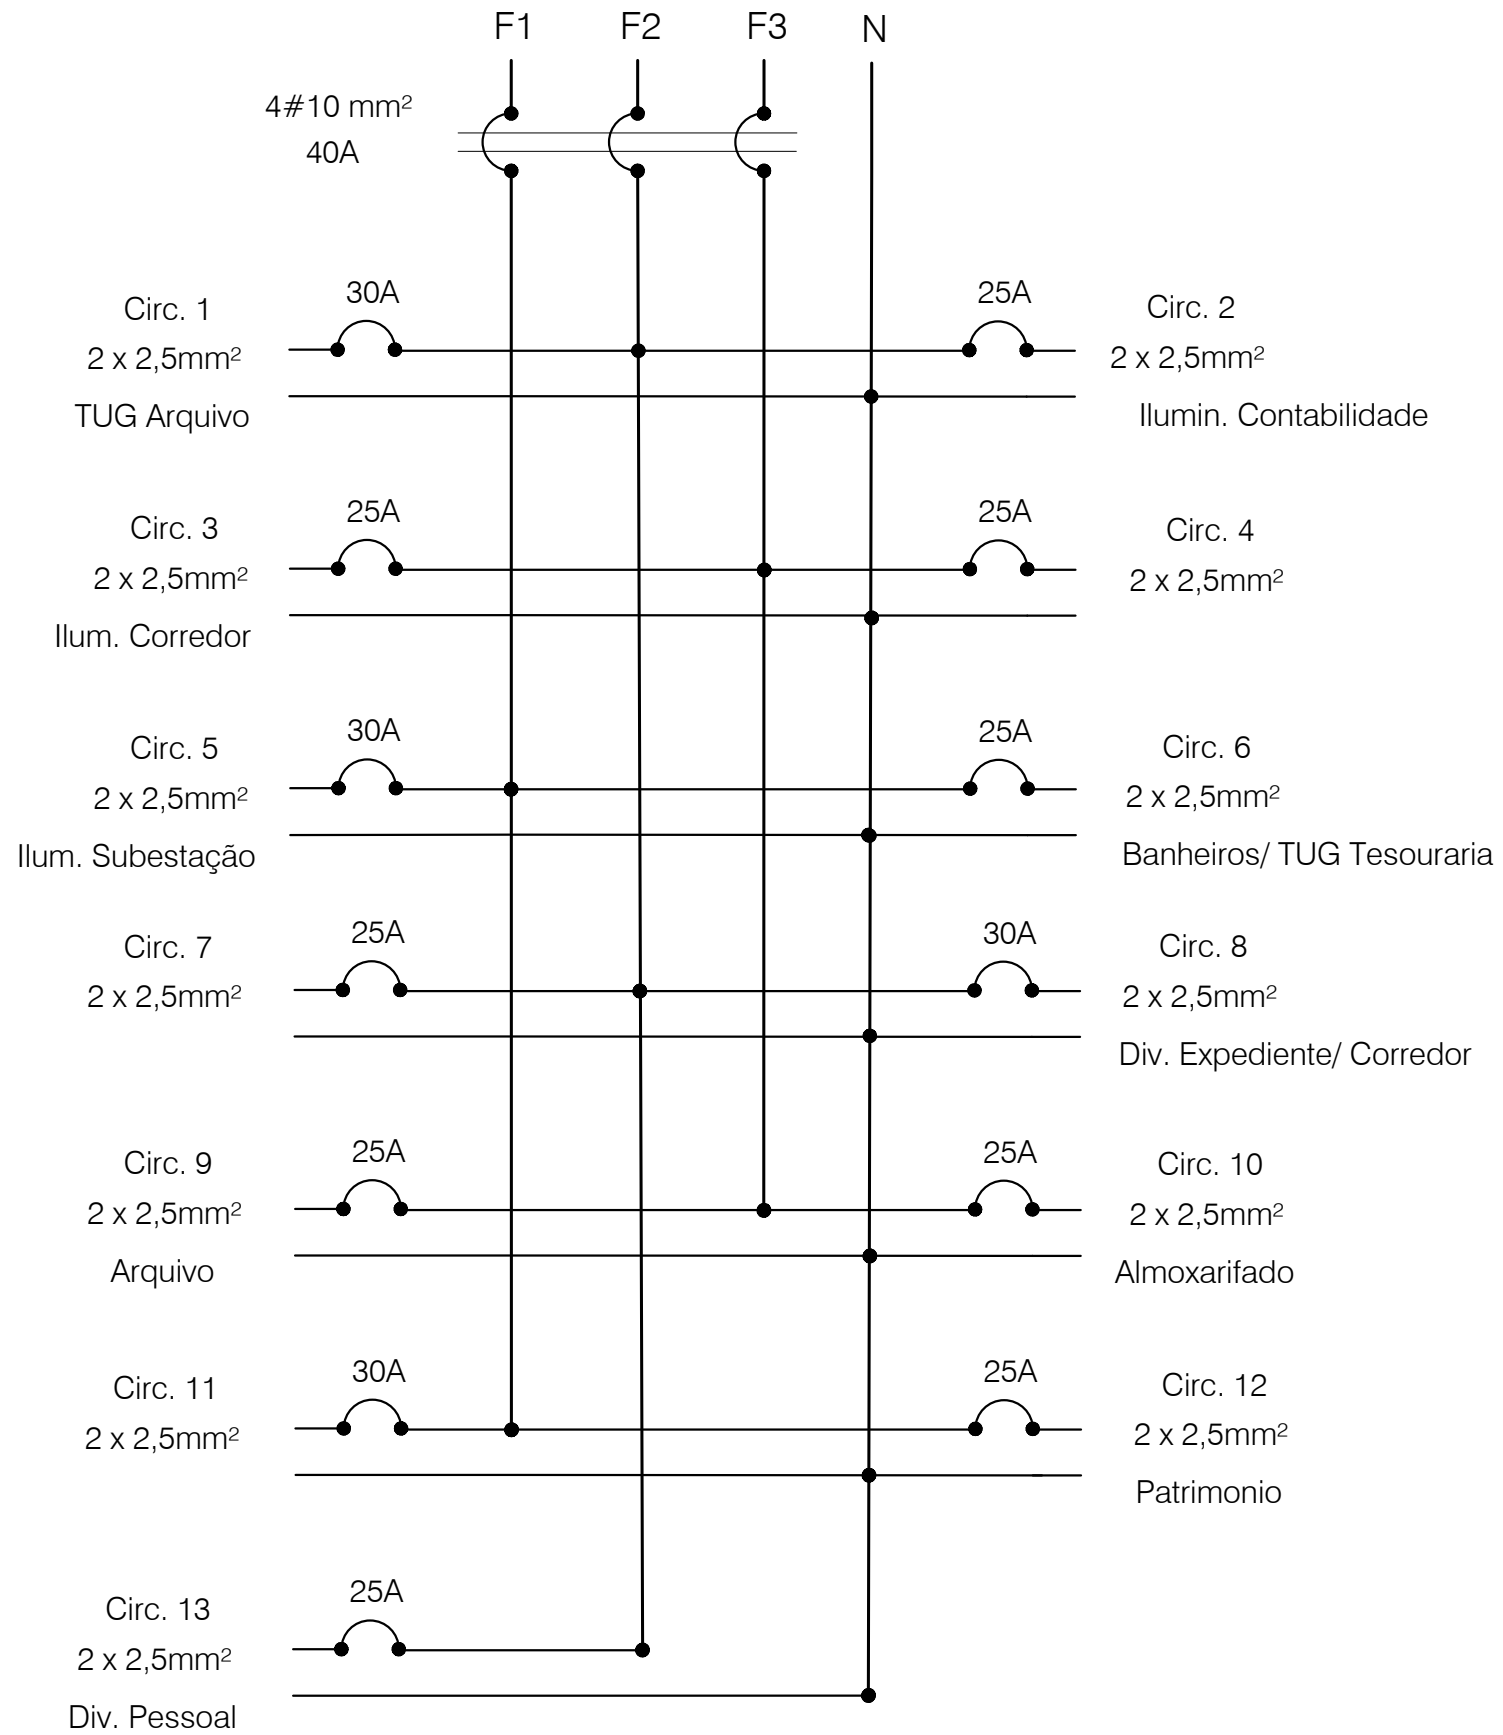 F1 F2 F3 N
4#10 mm²
40A
30A
25A
Circ. 1
2 x 2,5mm²
TUG Arquivo
Circ. 2
2 x 2,5mm²
Ilumin. Contabilidade
25A
25A
Circ. 3
2 x 2,5mm²
Ilum. Corredor
Circ. 4
2 x 2,5mm²
30A
25A
Circ. 5
2 x 2,5mm²
Ilum. Subestação
Circ. 6
2 x 2,5mm²
Banheiros/ TUG Tesouraria
25A
30A
Circ. 7
2 x 2,5mm²
Circ. 8
2 x 2,5mm²
Div. Expediente/ Corredor
25A
25A
Circ. 9
2 x 2,5mm²
Arquivo
Circ. 10
2 x 2,5mm²
Almoxarifado
30A
25A
Circ. 11
2 x 2,5mm²
Circ. 12
2 x 2,5mm²
Patrimonio
25A
Circ. 13
2 x 2,5mm²
Div. Pessoal